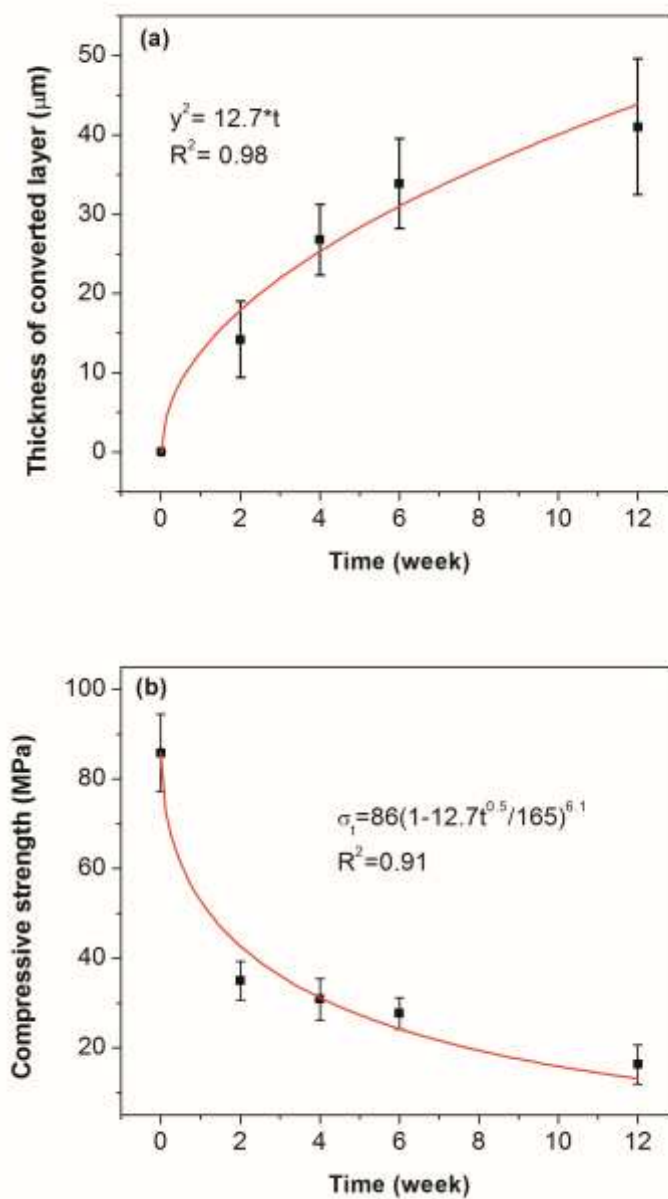 (a)
50
40
30
20
10
0
Thickness of converted layer (μm)
y²= 12.7*t
R²= 0.98
0 2 4 6 8 10 12
Time (week)
(b)
100
80
60
40
20
Compressive strength (MPa)
σt=86(1-12.7t^0.5/165)^6.1
R²=0.91
0 2 4 6 8 10 12
Time (week)